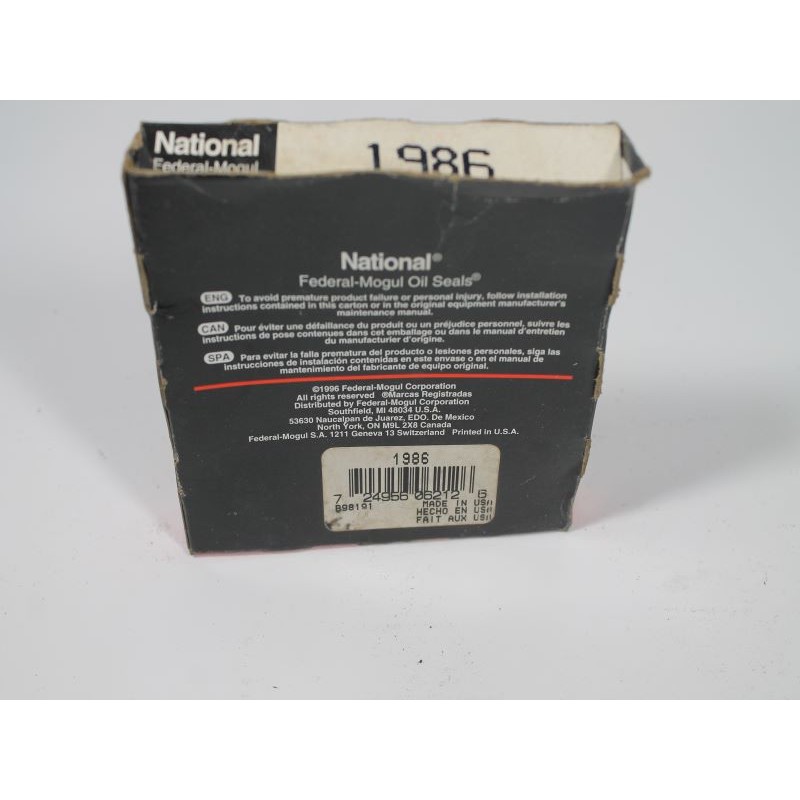 National
Federal-Mogul
1986
National®
Federal-Mogul Oil Seals®
ENG To avoid premature product failure or personal injury, follow installation
instructions contained in this carton or in the original equipment manufacturer's
maintenance manual.
CAN Pour éviter une défaillance du produit ou un préjudice personnel, suivre les
instructions de pose contenues dans cet emballage ou dans le manuel d'entretien
du manufacturier d'origine.
SPA Para evitar la falla prematura del producto o lesiones personales, siga las
instrucciones de instalación contenidas en este envase o en el manual de
mantenimiento del fabricante de equipo original.
©1996 Federal-Mogul Corporation
All rights reserved ®Marcas Registradas
Distributed by Federal-Mogul Corporation
Southfield, MI 48034 U.S.A.
53630 Naucalpan de Juarez, EDO. De Mexico
North York, ON M9L 2X8 Canada
Federal-Mogul S.A. 1211 Geneva 13 Switzerland Printed in U.S.A.
1986
7 24956 06212 6
B98191
MADE IN USA
HECHO EN USA
FAIT AUX USA